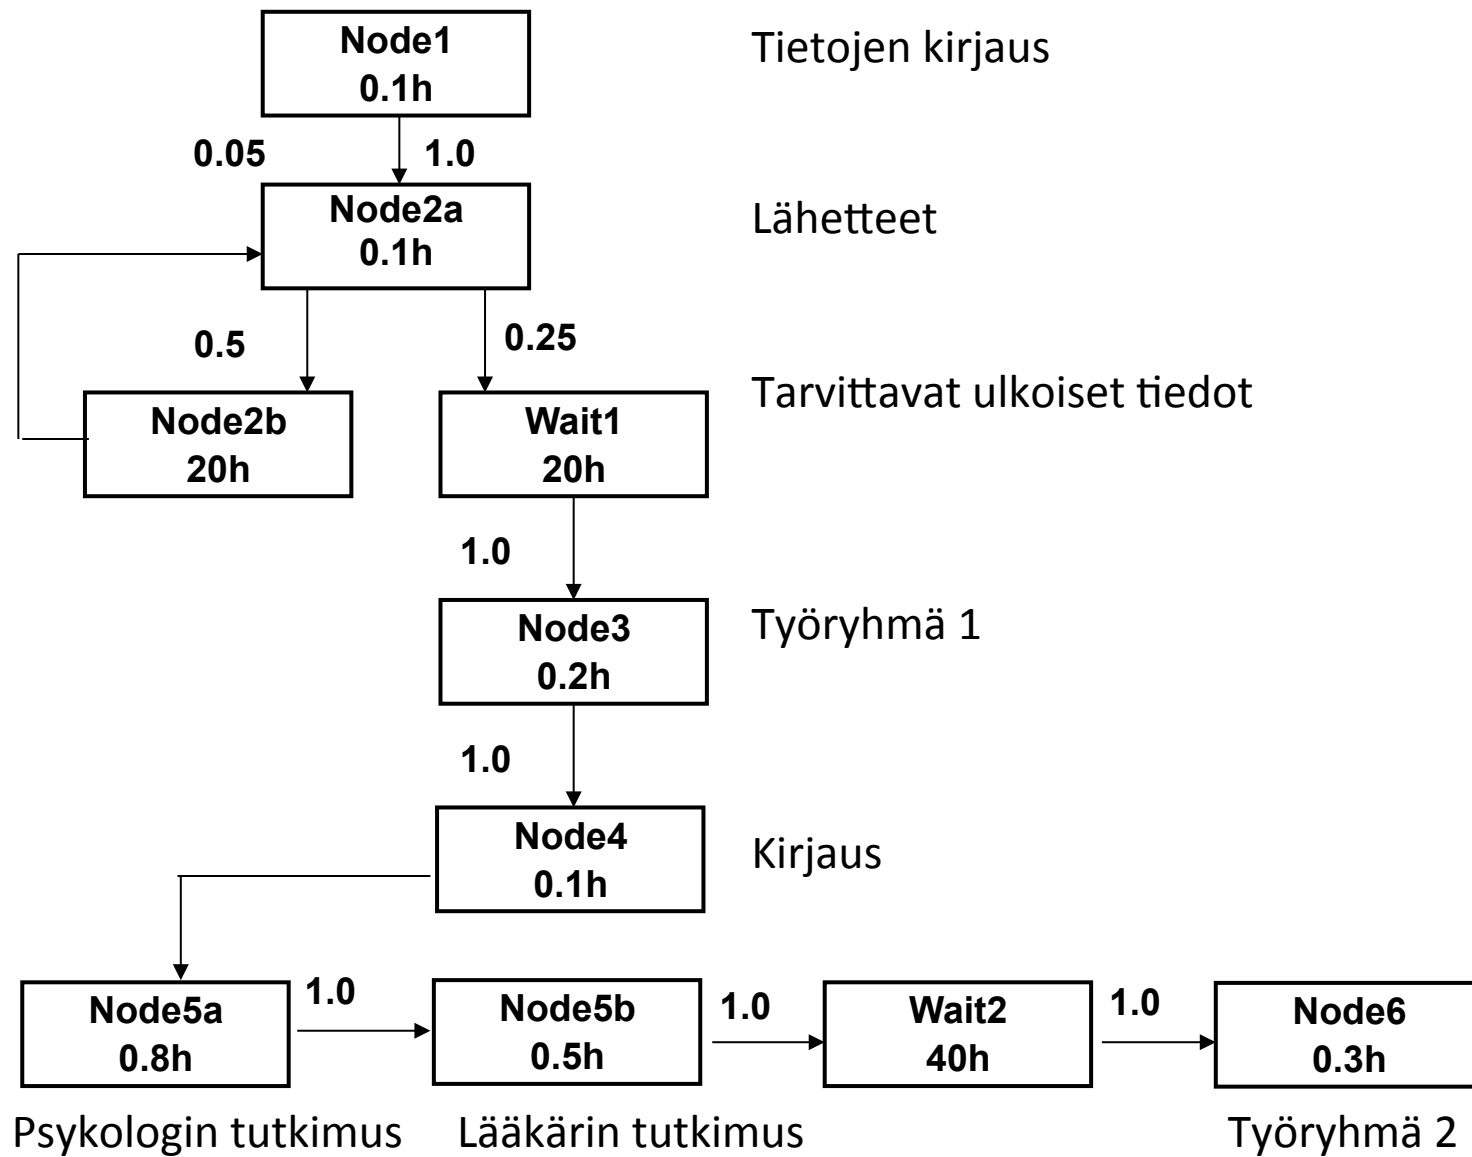 Node1
0.1h
Tietojen kirjaus
0.05
1.0
Node2a
0.1h
Lähetteet
0.5
0.25
Node2b
20h
Wait1
20h
Tarvittavat ulkoiset tiedot
1.0
Node3
0.2h
Työryhmä 1
1.0
Node4
0.1h
Kirjaus
Node5a
0.8h
1.0
Node5b
0.5h
1.0
Wait2
40h
1.0
Node6
0.3h
Psykologin tutkimus
Lääkärin tutkimus
Työryhmä 2